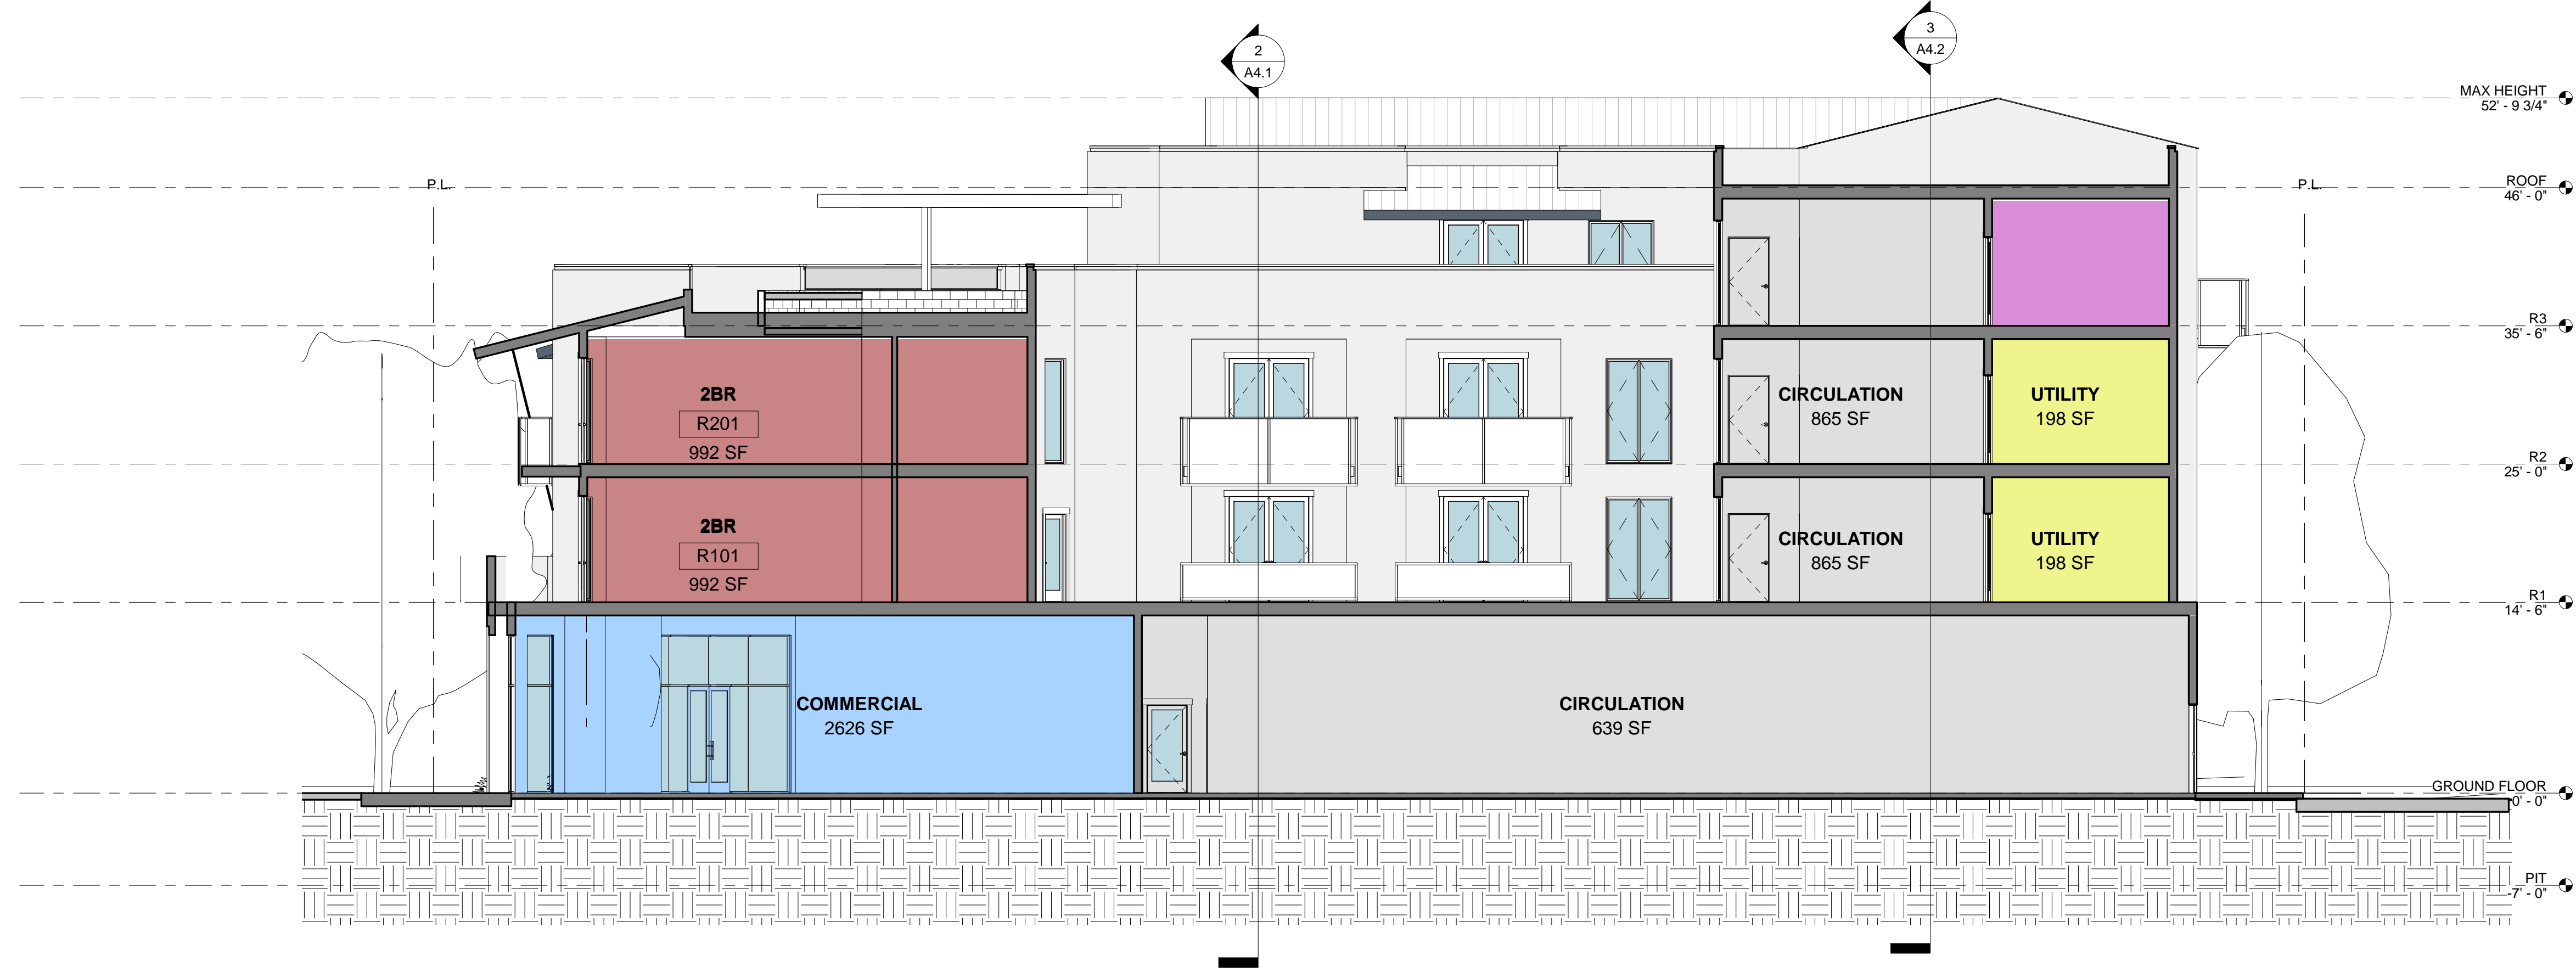 2
A4.1
3
A4.2
MAX HEIGHT
52' - 9 3/4"
P.L.
P.L.
ROOF
46' - 0"
R3
35' - 6"
2BR
R201
992 SF
CIRCULATION
865 SF
UTILITY
198 SF
R2
25' - 0"
2BR
R101
992 SF
CIRCULATION
865 SF
UTILITY
198 SF
R1
14' - 6"
COMMERCIAL
2626 SF
CIRCULATION
639 SF
GROUND FLOOR
0' - 0"
PIT
-7' - 0"